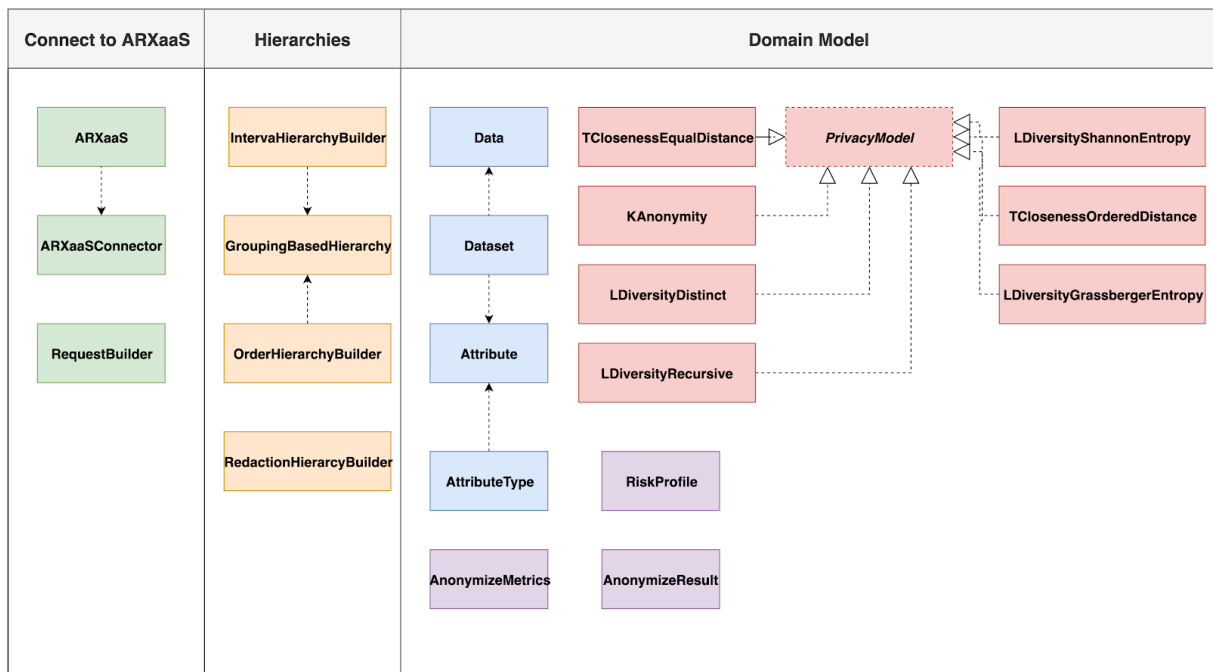 Connect to ARXaaS
Hierarchies
Domain Model
ARXaaS
IntervaHierarchyBuilder
Data
TClosenessEqualDistance
PrivacyModel
LDiversityShannonEntropy
ARXaaSConnector
GroupingBasedHierarchy
Dataset
KAnonymity
TClosenessOrderedDistance
LDiversityDistinct
LDiversityGrassbergerEntropy
RequestBuilder
OrderHierarchyBuilder
Attribute
LDiversityRecursive
RedactionHierarcyBuilder
AttributeType
RiskProfile
AnonymizeMetrics
AnonymizeResult